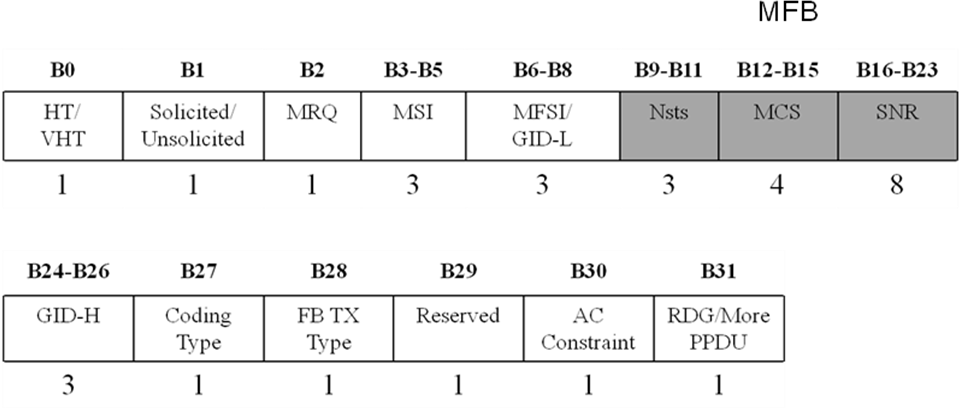 MFB
B0 B1 B2 B3-B5 B6-B8 B9-B11 B12-B15 B16-B23
HT/ Solicited/ MRQ MSI MFSI/ Nsts MCS SNR
VHT Unsolicited GID-L
1 1 1 3 3 3 4 8
B24-B26 B27 B28 B29 B30 B31
GID-H Coding FB TX Reserved AC RDG/More
Type Type Constraint PPDU
3 1 1 1 1 1